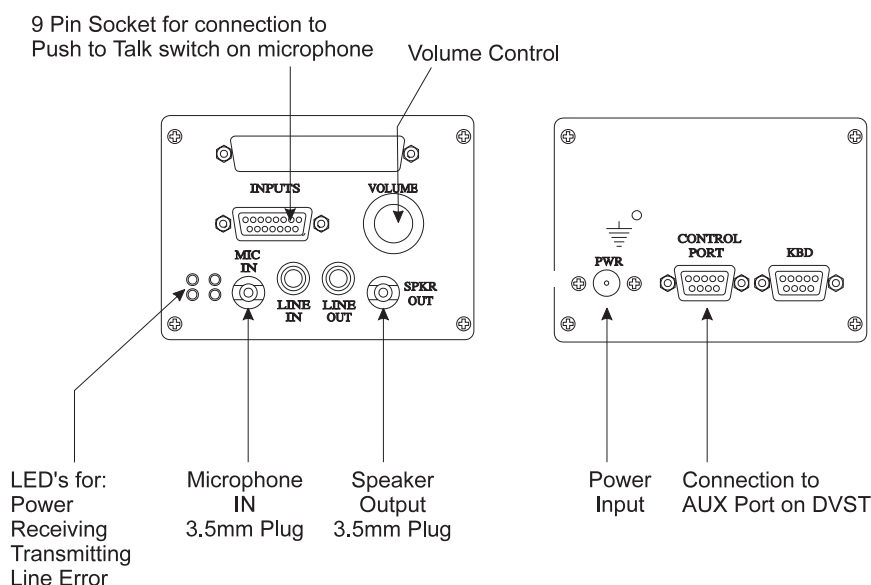 9 Pin Socket for connection to
Push to Talk switch on microphone
Volume Control
INPUTS
VOLUME
MIC
IN
LINE
IN
LINE
OUT
SPKR
OUT
PWR
CONTROL
PORT
KBD
LED's for:
Power
Receiving
Transmitting
Line Error
Microphone
IN
3.5mm Plug
Speaker
Output
3.5mm Plug
Power
Input
Connection to
AUX Port on DVST